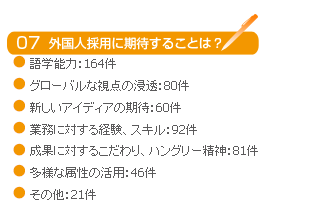 07 外国人採用に期待することは？
語学能力：164件
グローバルな視点の浸透：80件
新しいアイディアの期待：60件
業務に対する経験、スキル：92件
成果に対するこだわり、ハングリー精神：81件
多様な属性の活用：46件
その他：21件